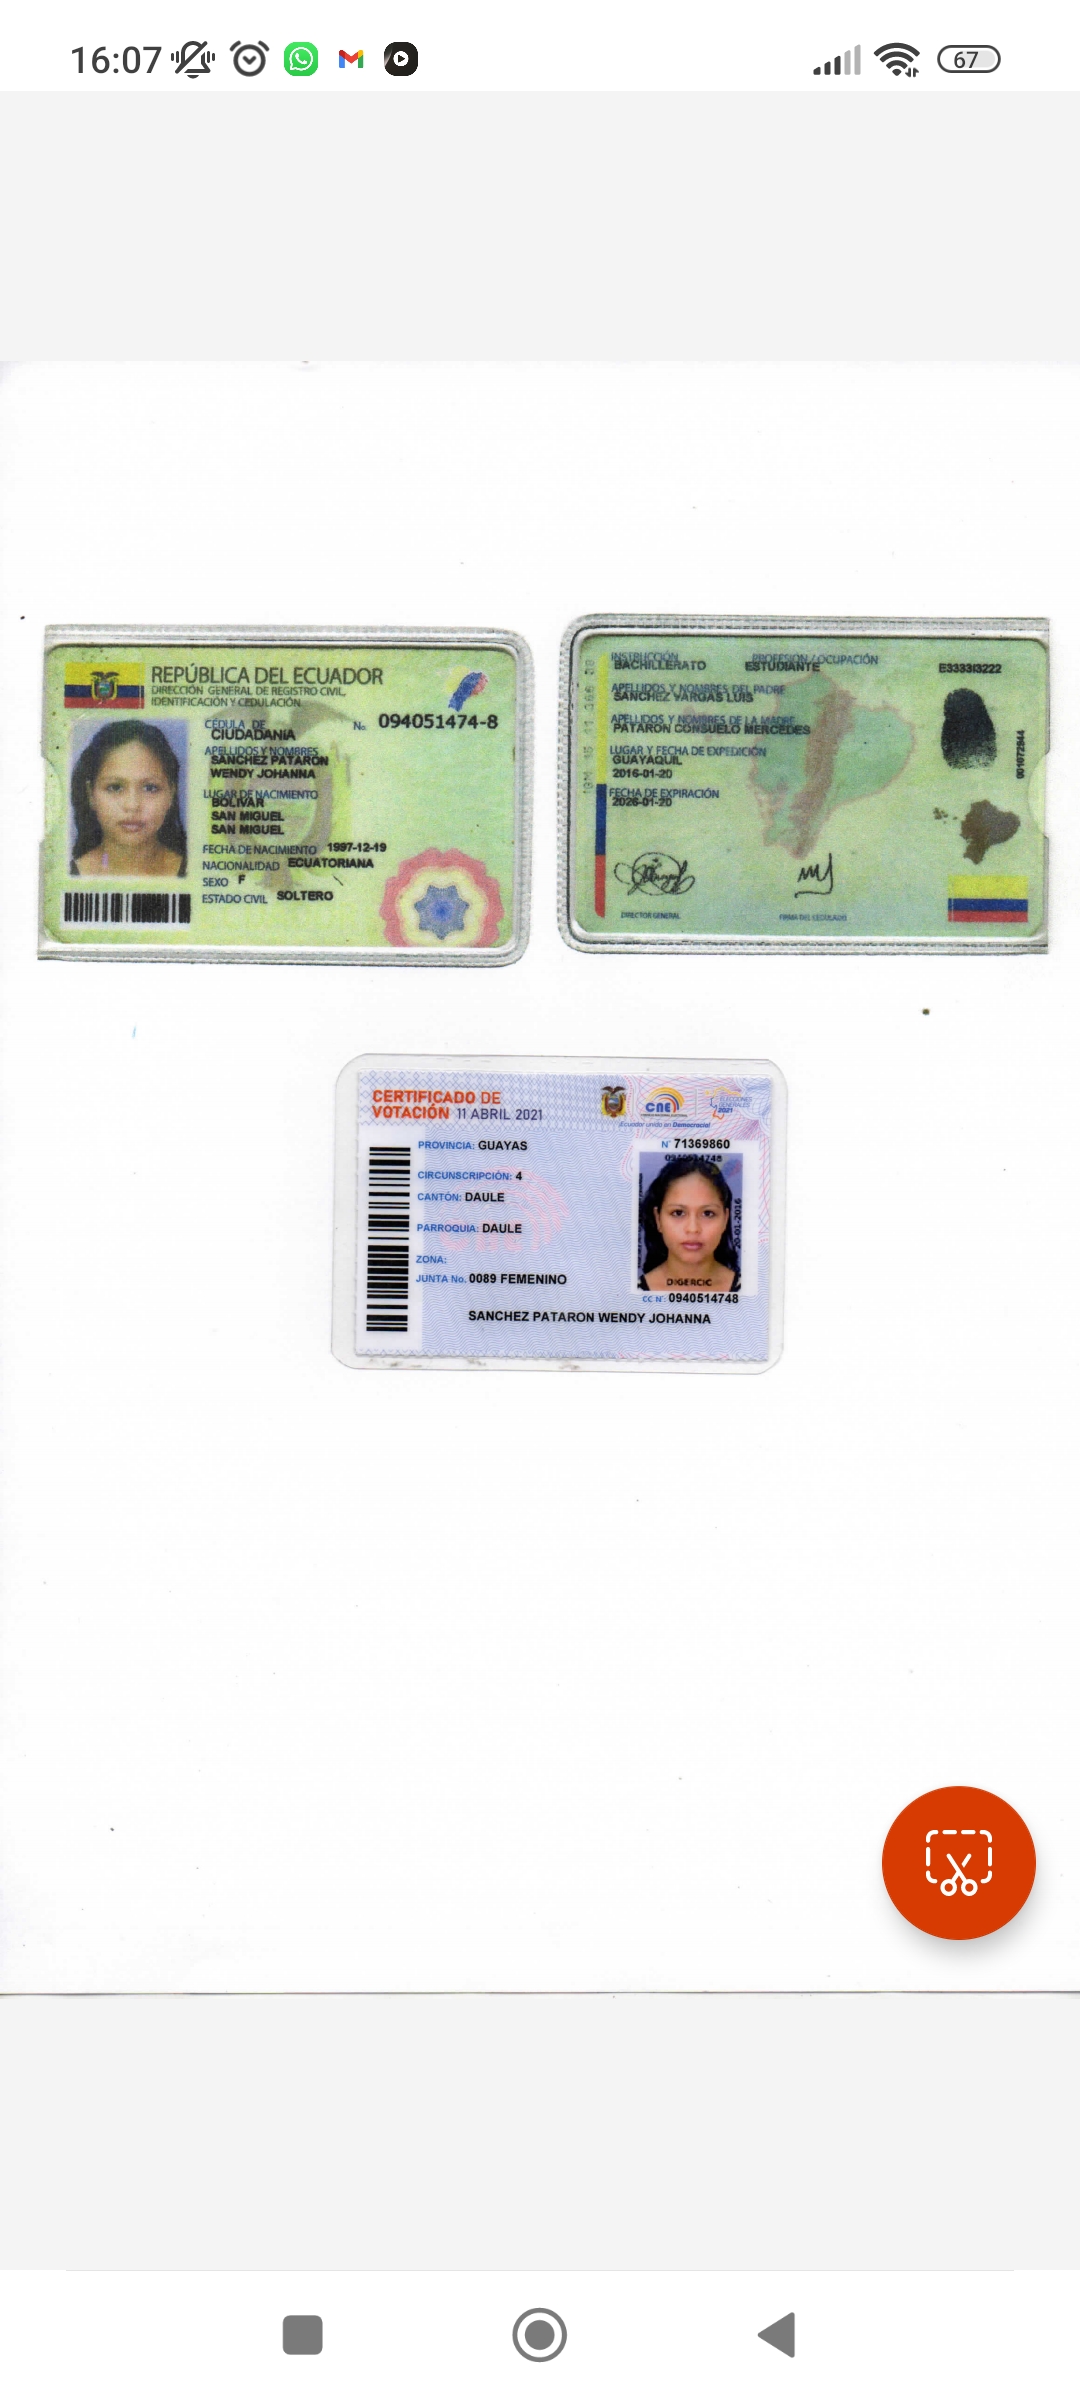 16:07
67
REPÚBLICA DEL ECUADOR
DIRECCIÓN GENERAL DE REGISTRO CIVIL,
IDENTIFICACIÓN Y CEDULACIÓN
CÉDULA DE No. 094051474-8
CIUDADANÍA
APELLIDOS Y NOMBRES
SANCHEZ PATARON
WENDY JOHANNA
LUGAR DE NACIMIENTO
BOLIVAR
SAN MIGUEL
SAN MIGUEL
FECHA DE NACIMIENTO 1997-12-19
NACIONALIDAD ECUATORIANA
SEXO F
ESTADO CIVIL SOLTERO
INSTRUCCIÓN PROFESIÓN / OCUPACIÓN
BACHILLERATO ESTUDIANTE E3333I3222
APELLIDOS Y NOMBRES DEL PADRE
SANCHEZ VARGAS LUIS
APELLIDOS Y NOMBRES DE LA MADRE
PATARON CONSUELO MERCEDES
LUGAR Y FECHA DE EXPEDICIÓN
GUAYAQUIL
2016-01-20
FECHA DE EXPIRACIÓN
2026-01-20
001072944
DIRECTOR GENERAL FIRMA DEL CEDULADO
CERTIFICADO DE
VOTACIÓN 11 ABRIL 2021
CNE
ELECCIONES
GENERALES
2021
Ecuador unido en Democracia!
PROVINCIA: GUAYAS
CIRCUNSCRIPCIÓN: 4
CANTÓN: DAULE
PARROQUIA: DAULE
ZONA:
JUNTA No. 0089 FEMENINO
N° 71369860
0940514748
20-01-2016
DIGERCIC
CC N°: 0940514748
SANCHEZ PATARON WENDY JOHANNA